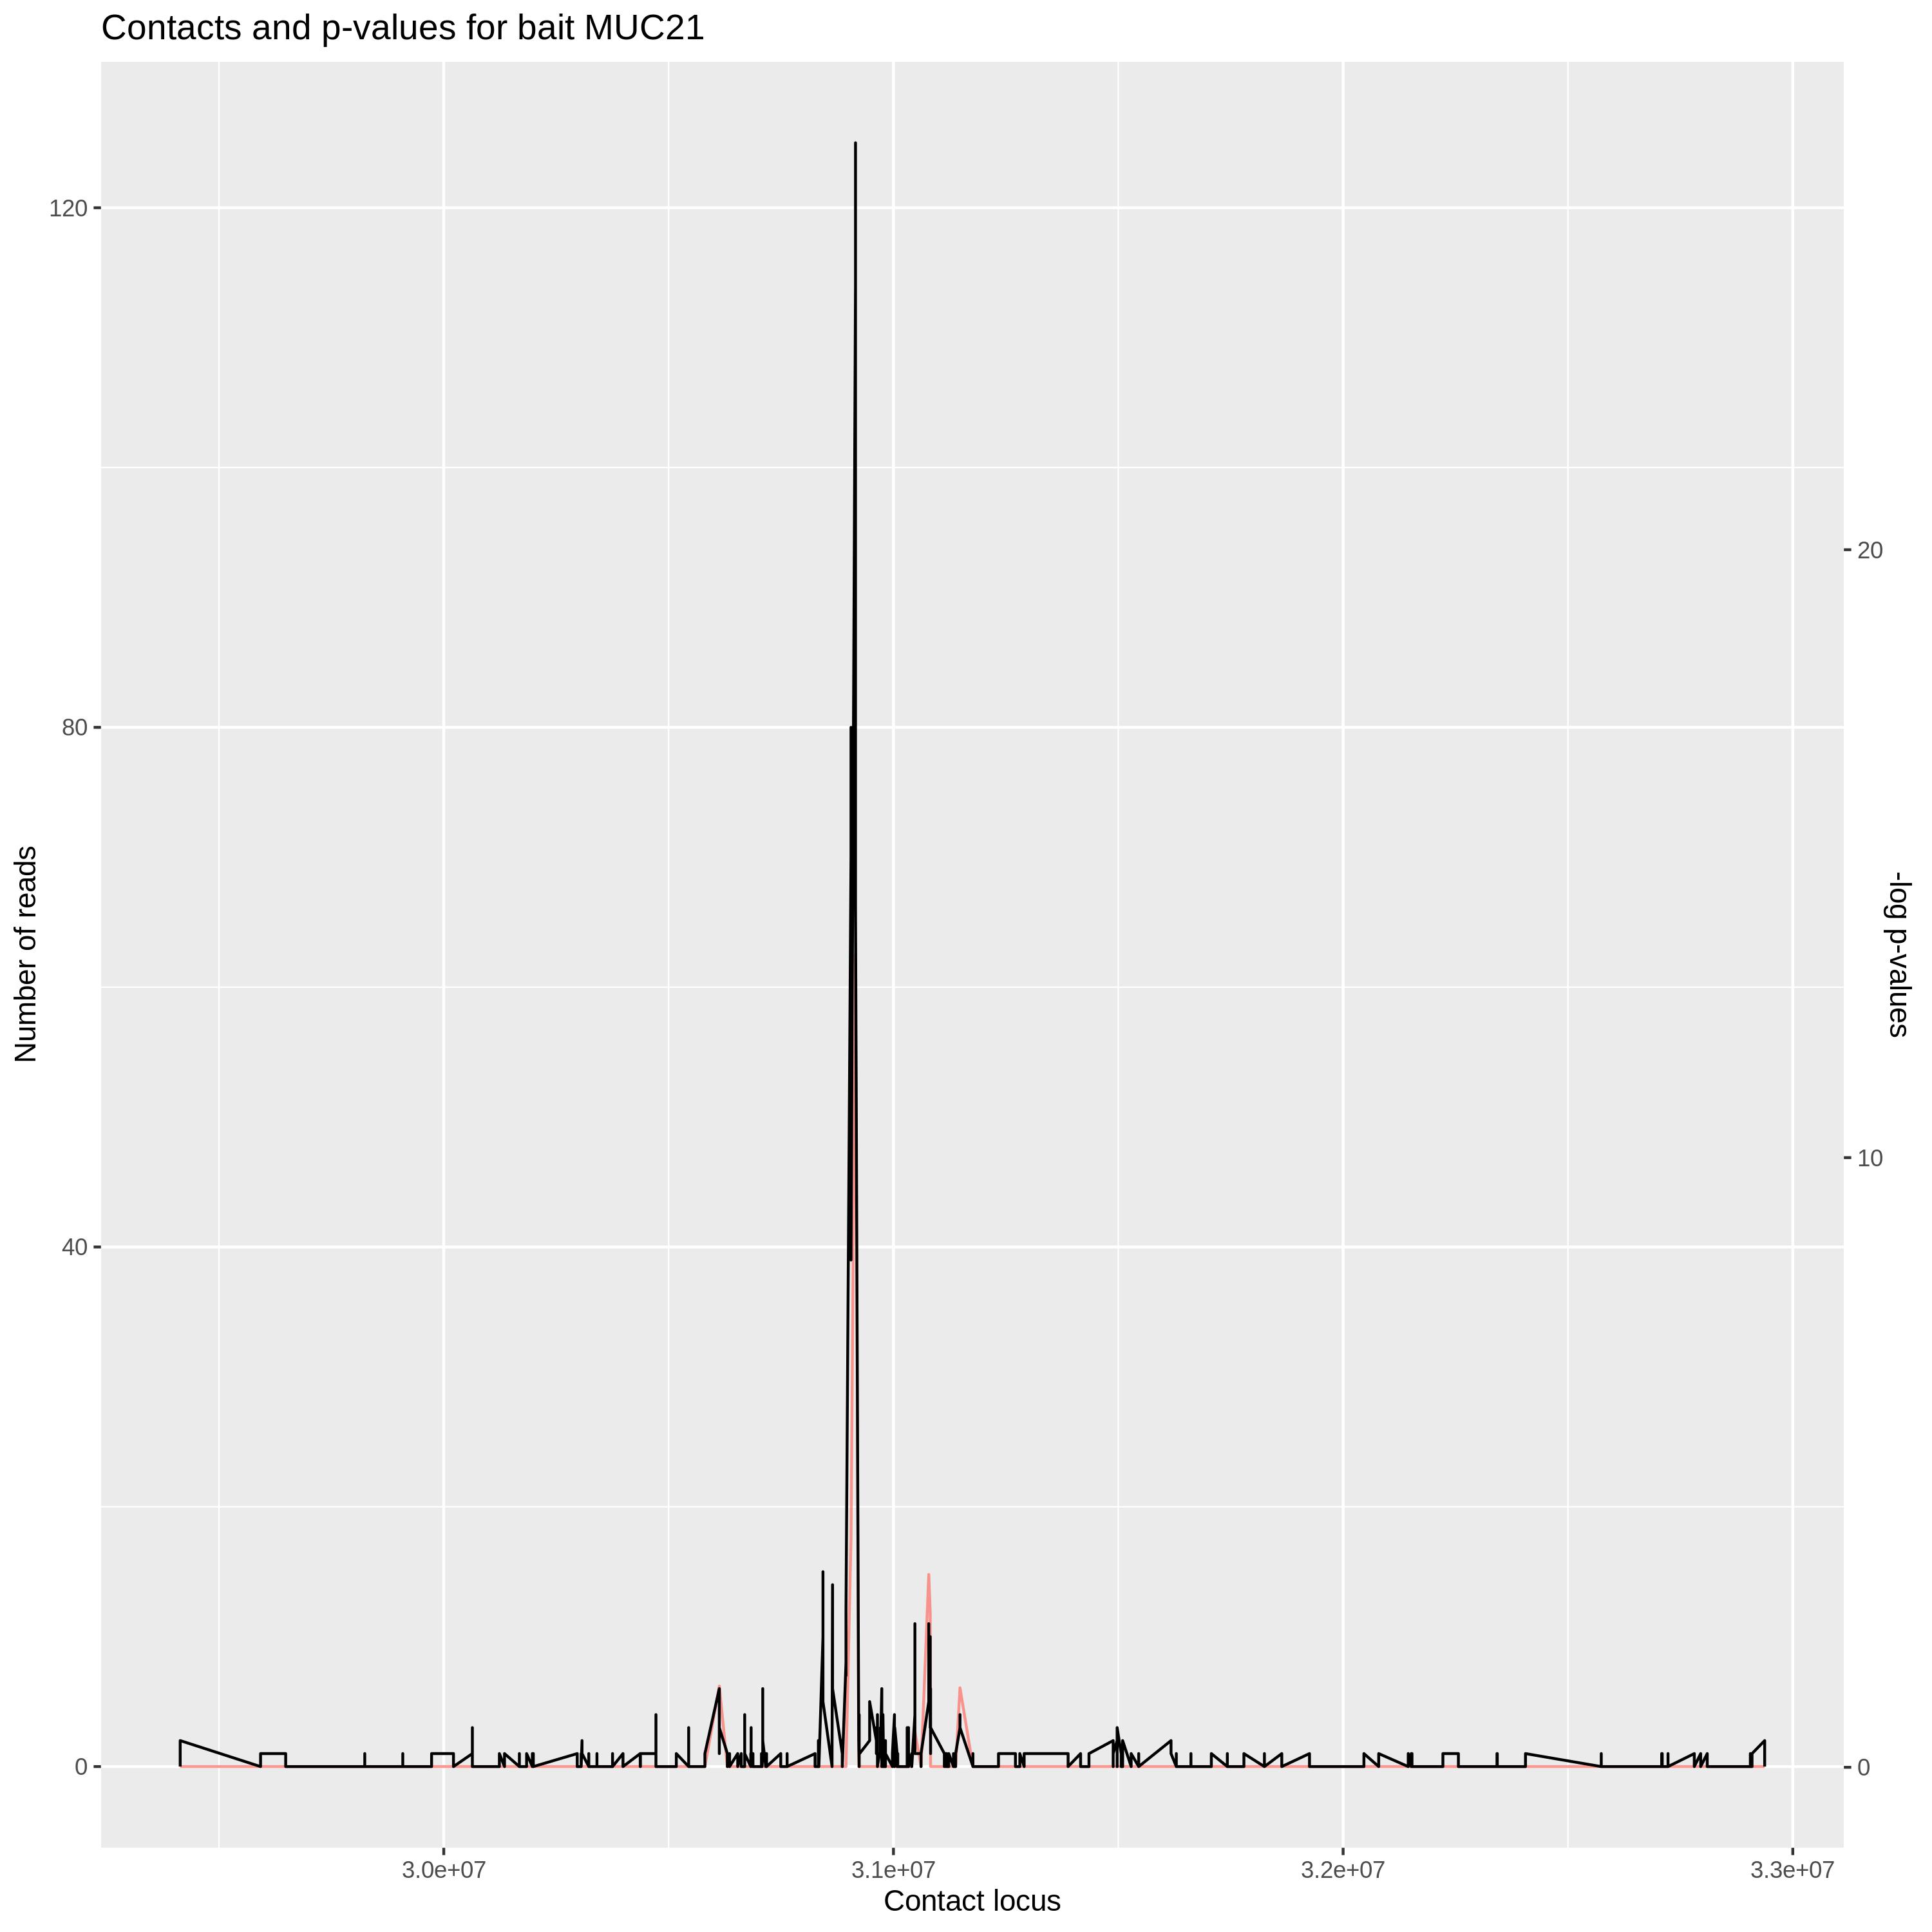 Contacts and p-values for bait MUC21
120
80
40
0
Number of reads
20
10
0
-log p-values
3.0e+07
3.1e+07
3.2e+07
3.3e+07
Contact locus